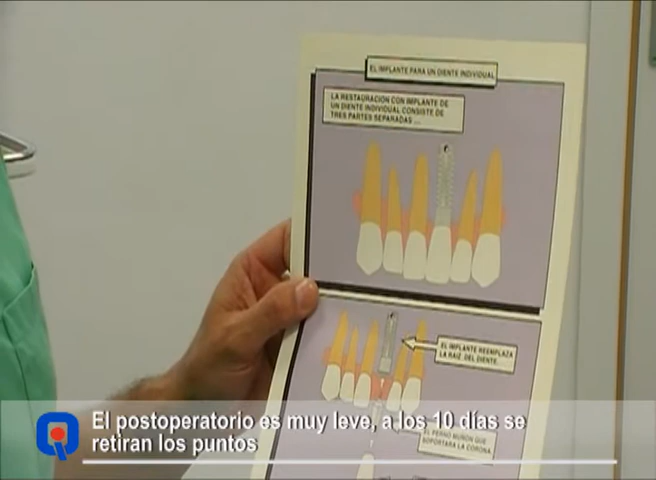 EL IMPLANTE PARA UN DIENTE INDIVIDUAL
LA RESTAURACIÓN CON IMPLANTE DE
UN DIENTE INDIVIDUAL CONSISTE DE
TRES PARTES SEPARADAS ...
EL IMPLANTE REEMPLAZA
LA RAIZ DEL DIENTE.
EL PERNO MUÑON QUE
SOPORTARA LA CORONA
El postoperatorio es muy leve, a los 10 días se
retiran los puntos